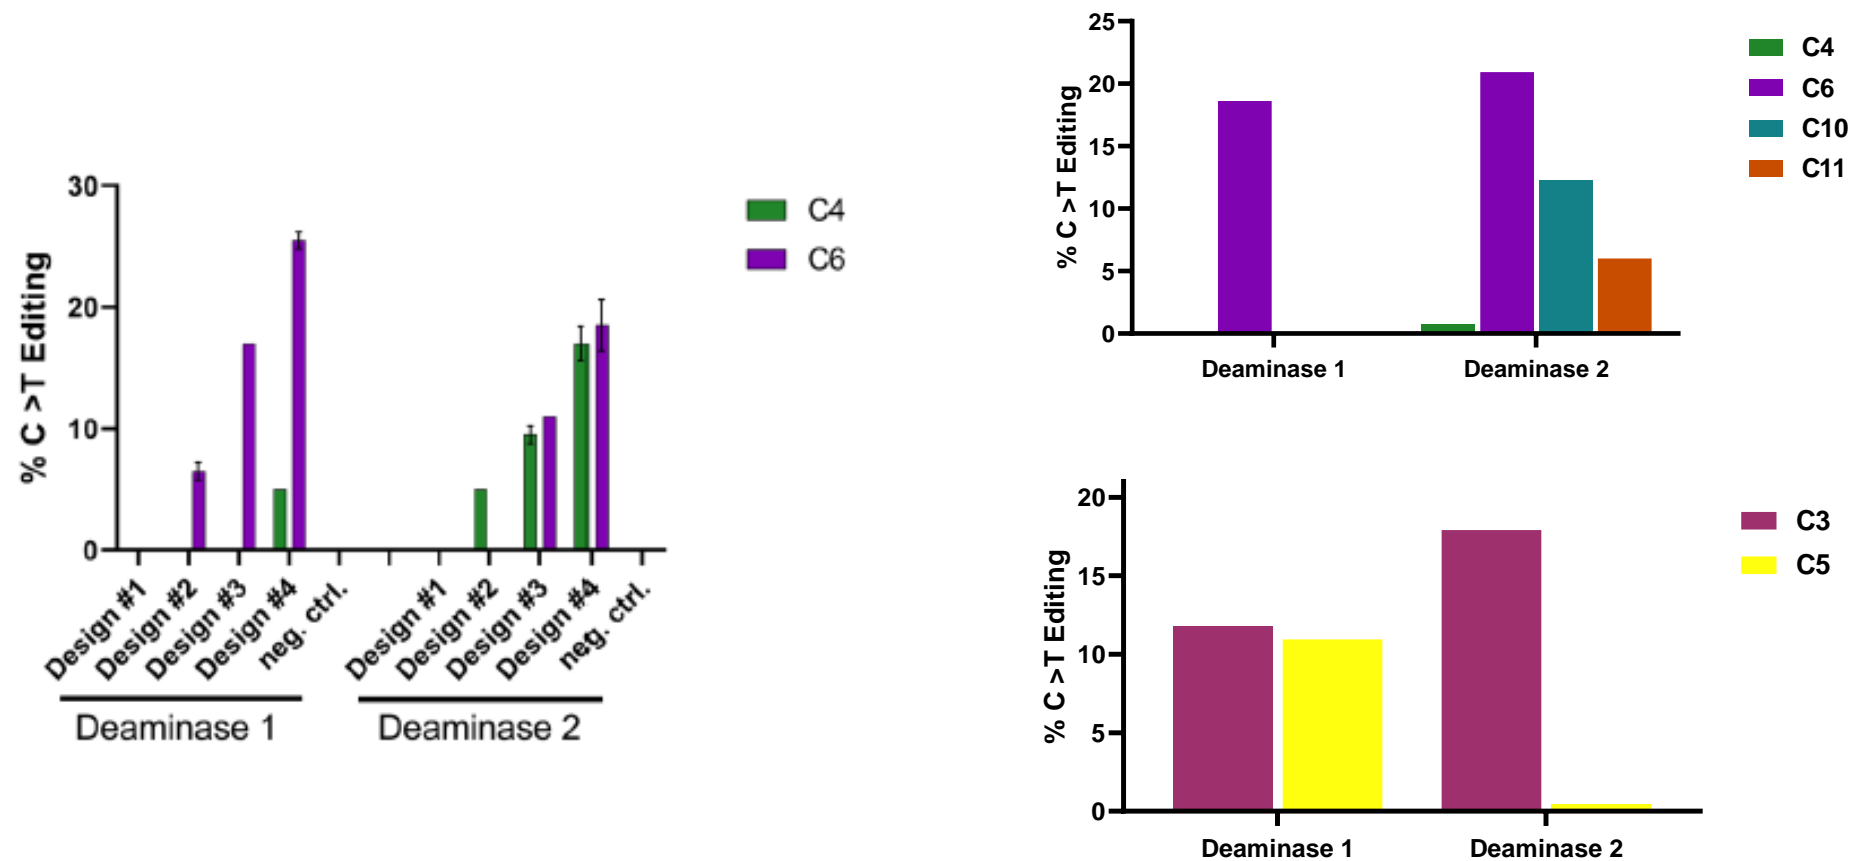 % C >T Editing
30
20
10
0
Design #1
Design #2
Design #3
Design #4
neg. ctrl.
Design #1
Design #2
Design #3
Design #4
neg. ctrl.
Deaminase 1
Deaminase 2
C4
C6
% C >T Editing
25
20
15
10
5
0
Deaminase 1
Deaminase 2
C4
C6
C10
C11
% C >T Editing
20
15
10
5
0
Deaminase 1
Deaminase 2
C3
C5